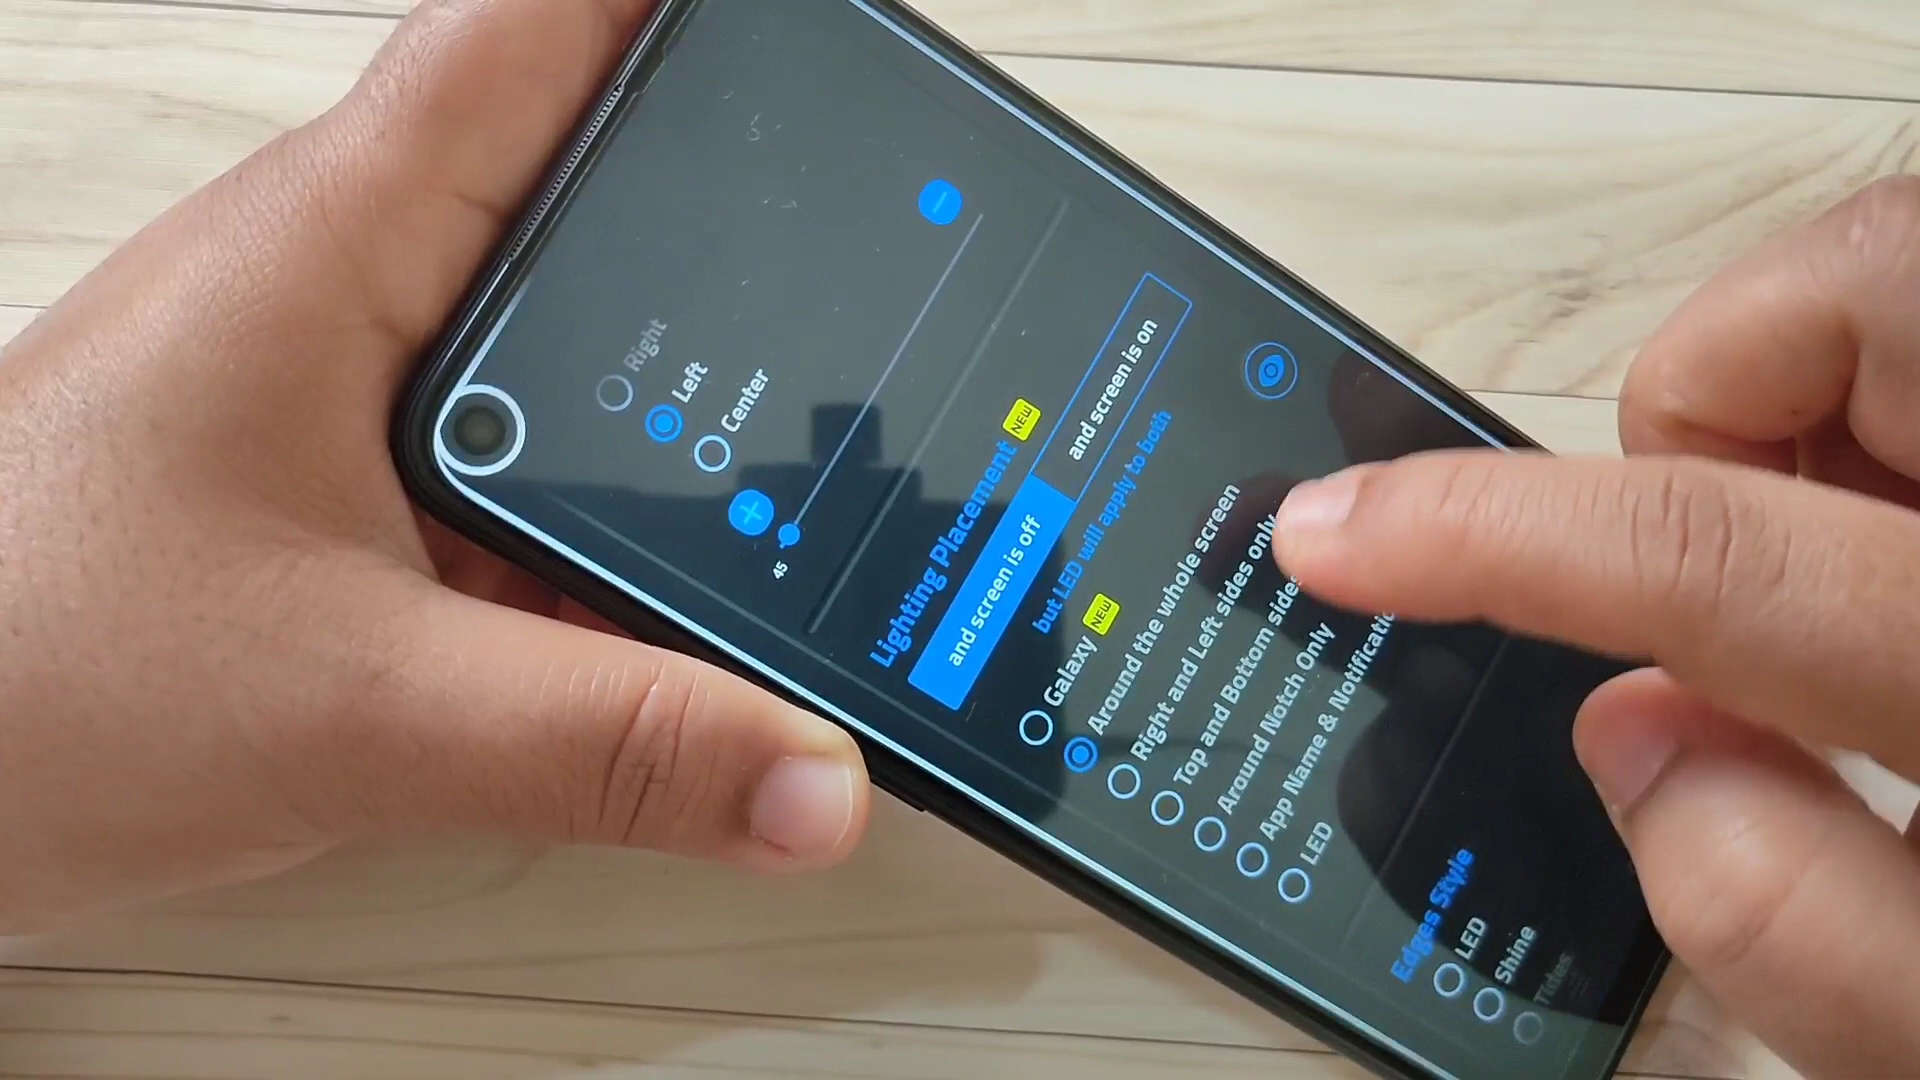 Right
Left
Center
45
Lighting Placement NEW
and screen is off and screen is on
but LED will apply to both
Galaxy NEW
Around the whole screen
Right and Left sides only
Top and Bottom sides
Around Notch Only
App Name & Notificatio
LED
Edges Style
LED
Shine
Tides